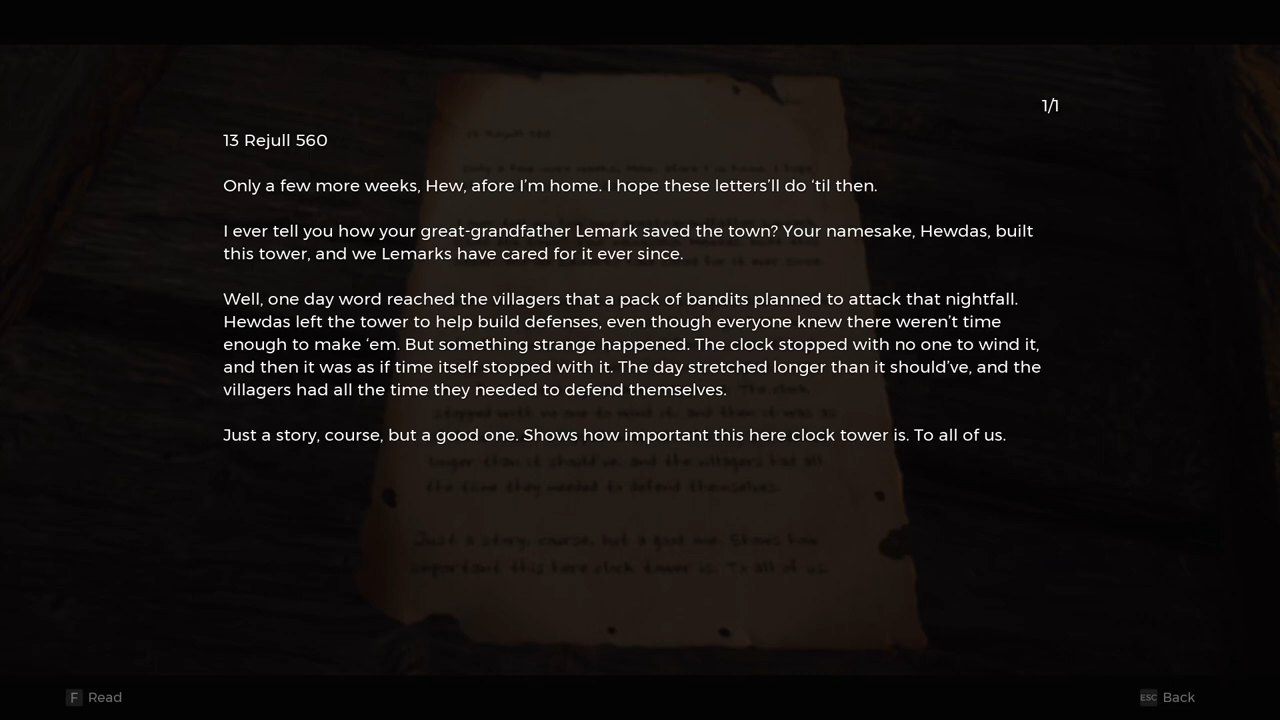 1/1
13 Rejull 560
Only a few more weeks, Hew, afore I’m home. I hope these letters’ll do ‘til then.
I ever tell you how your great-grandfather Lemark saved the town? Your namesake, Hewdas, built
this tower, and we Lemarks have cared for it ever since.
Well, one day word reached the villagers that a pack of bandits planned to attack that nightfall.
Hewdas left the tower to help build defenses, even though everyone knew there weren’t time
enough to make ‘em. But something strange happened. The clock stopped with no one to wind it,
and then it was as if time itself stopped with it. The day stretched longer than it should’ve, and the
villagers had all the time they needed to defend themselves.
Just a story, course, but a good one. Shows how important this here clock tower is. To all of us.
F Read
ESC Back